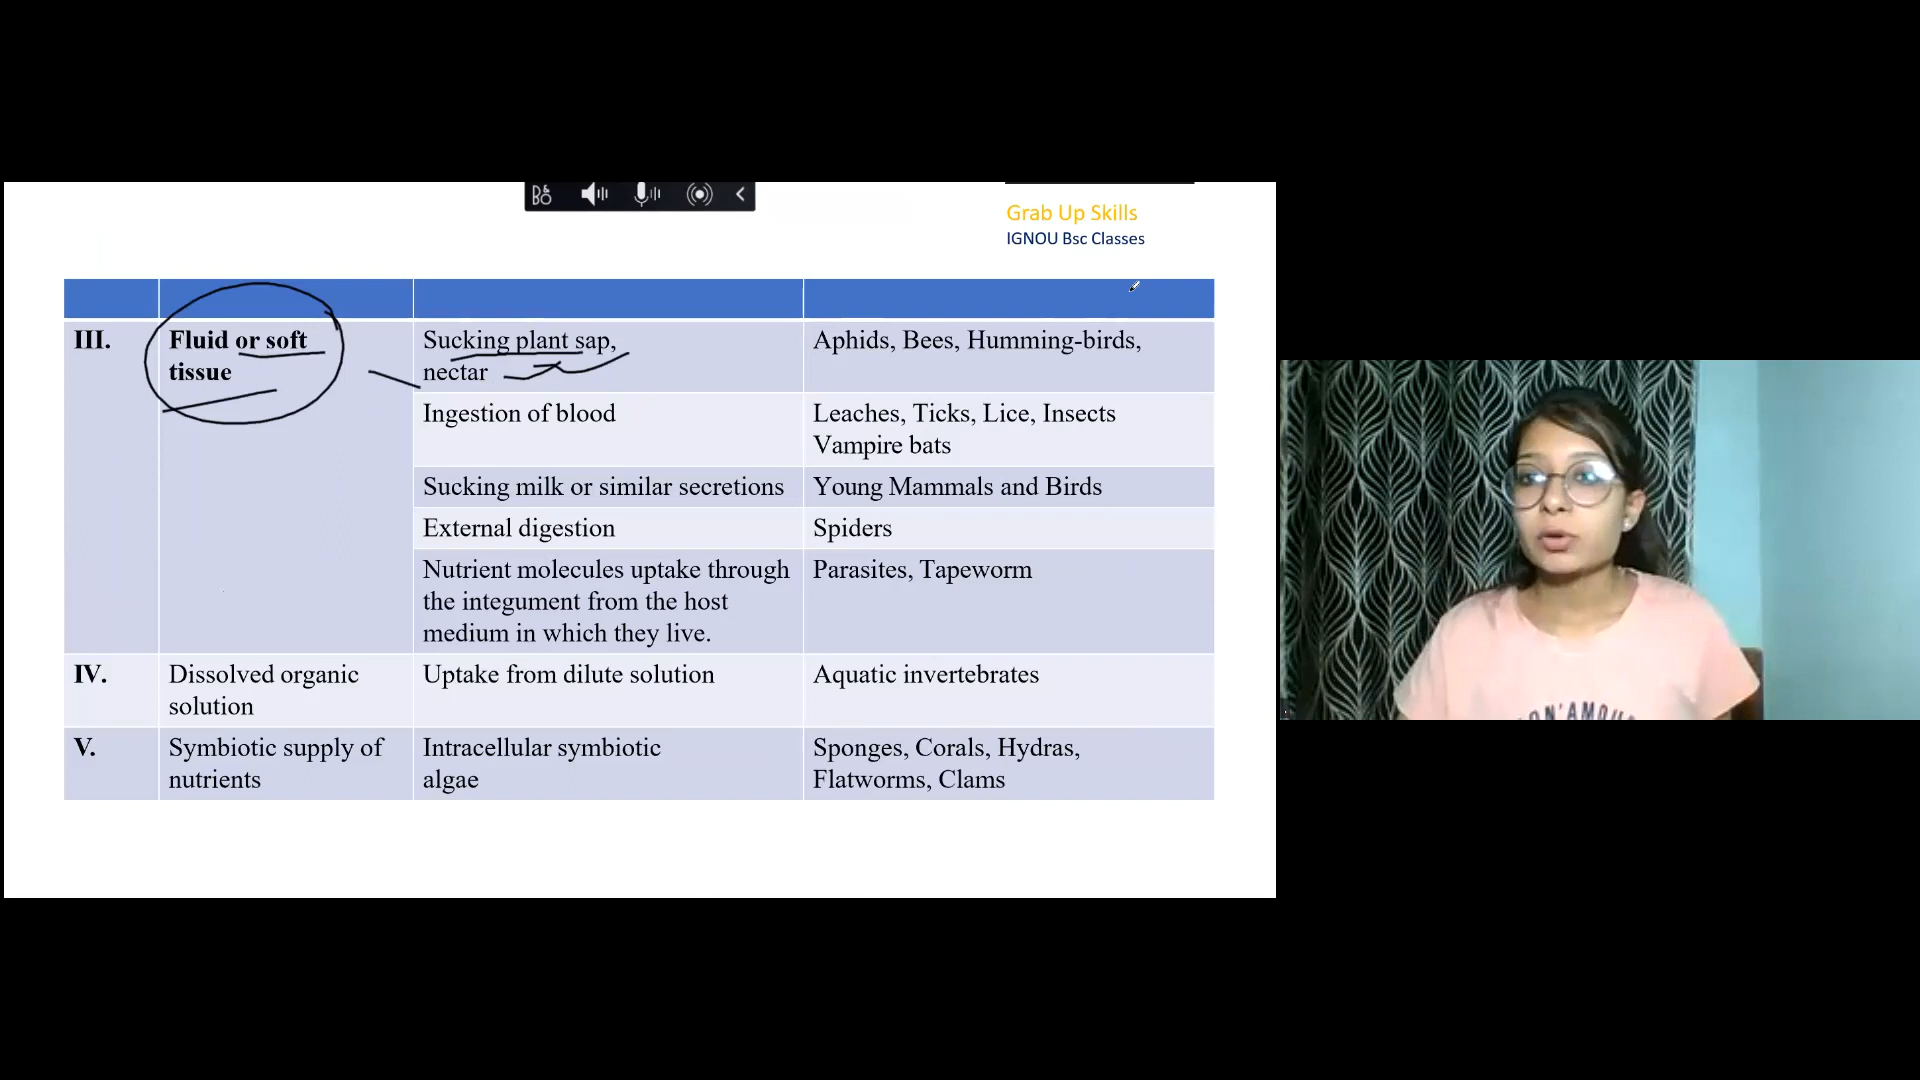 Grab Up Skills
IGNOU Bsc Classes
III.
Fluid or soft
tissue
Sucking plant sap,
nectar
Aphids, Bees, Humming-birds,
Ingestion of blood
Leaches, Ticks, Lice, Insects
Vampire bats
Sucking milk or similar secretions
Young Mammals and Birds
External digestion
Spiders
Nutrient molecules uptake through
the integument from the host
medium in which they live.
Parasites, Tapeworm
IV.
Dissolved organic
solution
Uptake from dilute solution
Aquatic invertebrates
V.
Symbiotic supply of
nutrients
Intracellular symbiotic
algae
Sponges, Corals, Hydras,
Flatworms, Clams